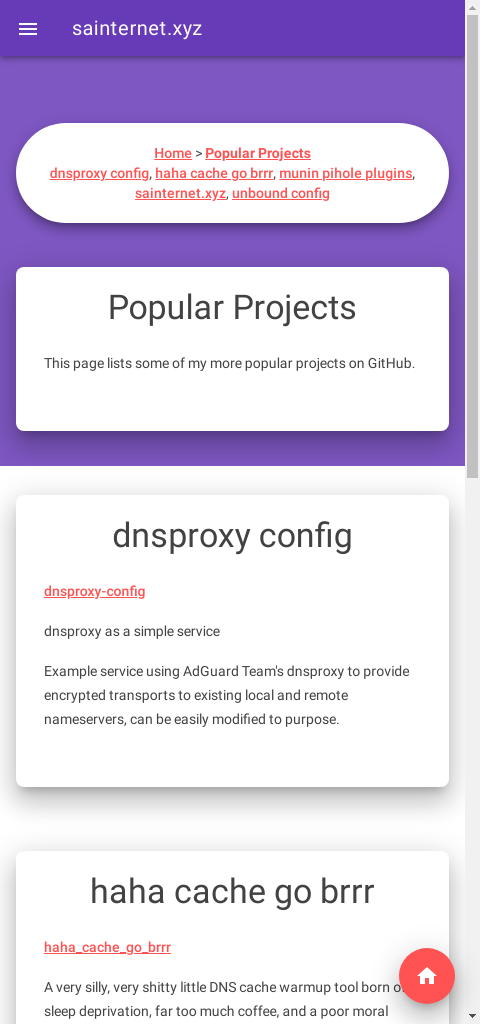 sainternet.xyz
Home > Popular Projects
dnsproxy config, haha cache go brrr, munin pihole plugins,
sainternet.xyz, unbound config
Popular Projects
This page lists some of my more popular projects on GitHub.
dnsproxy config
dnsproxy-config
dnsproxy as a simple service
Example service using AdGuard Team's dnsproxy to provide
encrypted transports to existing local and remote
nameservers, can be easily modified to purpose.
haha cache go brrr
haha_cache_go_brrr
A very silly, very shitty little DNS cache warmup tool born
sleep deprivation, far too much coffee, and a poor moral